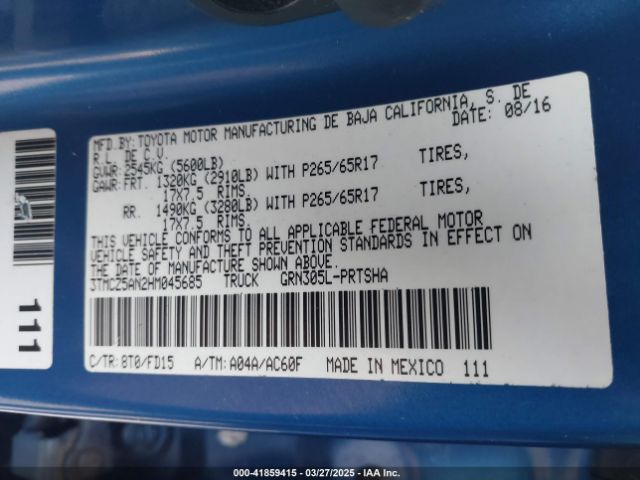 MFD. BY: TOYOTA MOTOR MANUFACTURING DE BAJA CALIFORNIA, S. DE
R.L. DE C.V. DATE: 08/16
GVWR: 2545KG (5600LB)
GAWR: FRT. 1320KG (2910LB) WITH P265/65R17 TIRES,
17X7.5 RIMS.
RR. 1490KG (3280LB) WITH P265/65R17 TIRES,
17X7.5 RIMS.
THIS VEHICLE CONFORMS TO ALL APPLICABLE FEDERAL MOTOR
VEHICLE SAFETY AND THEFT PREVENTION STANDARDS IN EFFECT ON
THE DATE OF MANUFACTURE SHOWN ABOVE.
3TMCZ5AN2HM045685 TRUCK GRN305L-PRTSHA
C/TR: 8T0/FD15 A/TM: A04A/AC60F MADE IN MEXICO 111
111
000-41859415 — 03/27/2025 — IAA Inc.